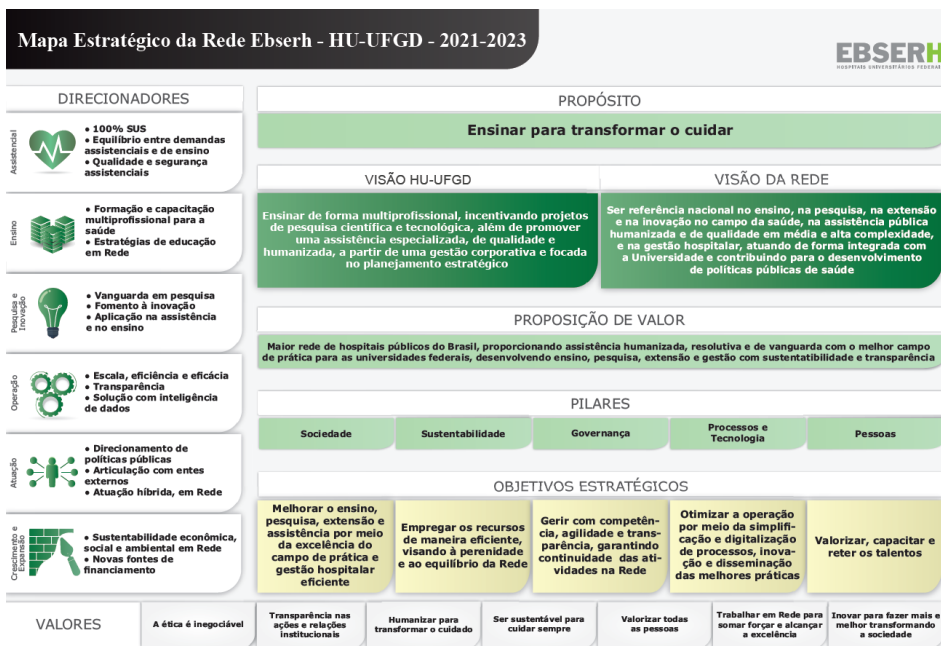 Mapa Estratégico da Rede Ebserh - HU-UFGD - 2021-2023
EBSERH
HOSPITAIS UNIVERSITÁRIOS FEDERAI
DIRECIONADORES
Assistencial
• 100% SUS
• Equilíbrio entre demandas
assistenciais e de ensino
• Qualidade e segurança
assistenciais
Ensino
• Formação e capacitação
multiprofissional para a
saúde
• Estratégias de educação
em Rede
Pesquisa e
Inovação
• Vanguarda em pesquisa
• Fomento à inovação
• Aplicação na assistência
e no ensino
Operação
• Escala, eficiência e eficácia
• Transparência
• Solução com inteligência
de dados
Atuação
• Direcionamento de
políticas públicas
• Articulação com entes
externos
• Atuação híbrida, em Rede
Crescimento e
Expansão
• Sustentabilidade econômica,
social e ambiental em Rede
• Novas fontes de
financiamento
PROPÓSITO
Ensinar para transformar o cuidar
VISÃO HU-UFGD
Ensinar de forma multiprofissional, incentivando projetos
de pesquisa científica e tecnológica, além de promover
uma assistência especializada, de qualidade e
humanizada, a partir de uma gestão corporativa e focada
no planejamento estratégico
VISÃO DA REDE
Ser referência nacional no ensino, na pesquisa, na extensão
e na inovação no campo da saúde, na assistência pública
humanizada e de qualidade em média e alta complexidade,
e na gestão hospitalar, atuando de forma integrada com
a Universidade e contribuindo para o desenvolvimento
de políticas públicas de saúde
PROPOSIÇÃO DE VALOR
Maior rede de hospitais públicos do Brasil, proporcionando assistência humanizada, resolutiva e de vanguarda com o melhor campo
de prática para as universidades federais, desenvolvendo ensino, pesquisa, extensão e gestão com sustentatibilidade e transparência
PILARES
Sociedade
Sustentabilidade
Governança
Processos e
Tecnologia
Pessoas
OBJETIVOS ESTRATÉGICOS
Melhorar o ensino,
pesquisa, extensão e
assistência por meio
da excelência do
campo de prática e
gestão hospitalar
eficiente
Empregar os recursos
de maneira eficiente,
visando à perenidade
e ao equilíbrio da Rede
Gerir com competên-
cia, agilidade e trans-
parência, garantindo
continuidade das ati-
vidades na Rede
Otimizar a operação
por meio da simplifi-
cação e digitalização
de processos, inova-
ção e disseminação
das melhores práticas
Valorizar, capacitar e
reter os talentos
VALORES
A ética é inegociável
Transparência nas
ações e relações
institucionais
Humanizar para
transformar o cuidado
Ser sustentável para
cuidar sempre
Valorizar todas
as pessoas
Trabalhar em Rede para
somar forçar e alcançar
a excelência
Inovar para fazer mais e
melhor transformando
a sociedade